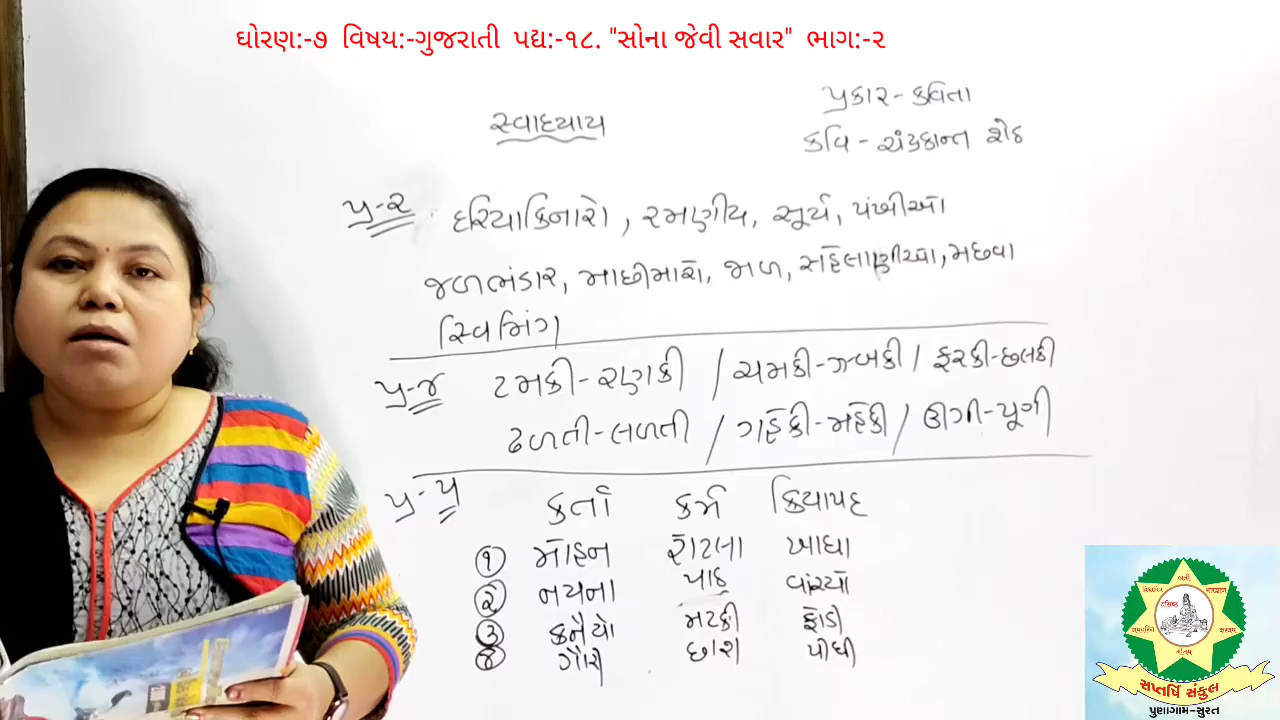 ધોરણ:-૭ વિષય:-ગુજરાતી પદ્ય:-૧૮. "સોના જેવી સવાર" ભાગ:-૨
પ્રકાર - કવિતા
સ્વાધ્યાય
કવિ - ચંદ્રકાન્ત શેઠ
પ્ર-૨ દરિયાકિનારો, રમણીય, સૂર્ય, પંખીઓ
જળભંડાર, માછીમારો, જાળ, સહેલાણીઓ, મછવા
સ્વિમિંગ
પ્ર-૪ ટમકી-રણકી / ચમકી-ઝબકી / ફરકી-છલકી
ઢળતી-લળતી / ગહેકી-મહેકી / ઊગી-પૂગી
પ્ર-૫ કર્તા કર્મ ક્રિયાપદ
૧ મોહન રોટલા ખાધા
૨ નયના પાઠ વાંચ્યો
૩ કનૈયો મટકી ફોડી
૪ ગૌરી છાશ પીધી
સપ્તર્ષિ સંકુલ
પુણાગામ-સુરત